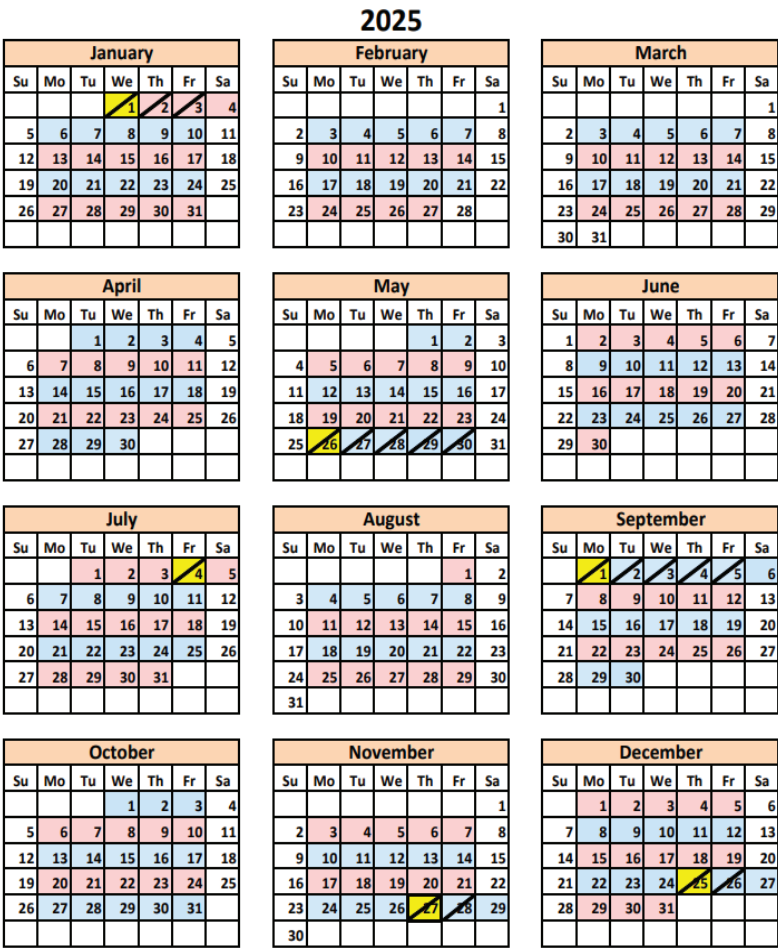 2025
January
Su Mo Tu We Th Fr Sa
1 2 3 4
5 6 7 8 9 10 11
12 13 14 15 16 17 18
19 20 21 22 23 24 25
26 27 28 29 30 31
February
Su Mo Tu We Th Fr Sa
1
2 3 4 5 6 7 8
9 10 11 12 13 14 15
16 17 18 19 20 21 22
23 24 25 26 27 28
March
Su Mo Tu We Th Fr Sa
1
2 3 4 5 6 7 8
9 10 11 12 13 14 15
16 17 18 19 20 21 22
23 24 25 26 27 28 29
30 31
April
Su Mo Tu We Th Fr Sa
1 2 3 4 5
6 7 8 9 10 11 12
13 14 15 16 17 18 19
20 21 22 23 24 25 26
27 28 29 30
May
Su Mo Tu We Th Fr Sa
1 2 3
4 5 6 7 8 9 10
11 12 13 14 15 16 17
18 19 20 21 22 23 24
25 26 27 28 29 30 31
June
Su Mo Tu We Th Fr Sa
1 2 3 4 5 6 7
8 9 10 11 12 13 14
15 16 17 18 19 20 21
22 23 24 25 26 27 28
29 30
July
Su Mo Tu We Th Fr Sa
1 2 3 4 5
6 7 8 9 10 11 12
13 14 15 16 17 18 19
20 21 22 23 24 25 26
27 28 29 30 31
August
Su Mo Tu We Th Fr Sa
1 2
3 4 5 6 7 8 9
10 11 12 13 14 15 16
17 18 19 20 21 22 23
24 25 26 27 28 29 30
31
September
Su Mo Tu We Th Fr Sa
1 2 3 4 5 6
7 8 9 10 11 12 13
14 15 16 17 18 19 20
21 22 23 24 25 26 27
28 29 30
October
Su Mo Tu We Th Fr Sa
1 2 3 4
5 6 7 8 9 10 11
12 13 14 15 16 17 18
19 20 21 22 23 24 25
26 27 28 29 30 31
November
Su Mo Tu We Th Fr Sa
1
2 3 4 5 6 7 8
9 10 11 12 13 14 15
16 17 18 19 20 21 22
23 24 25 26 27 28 29
30
December
Su Mo Tu We Th Fr Sa
1 2 3 4 5 6
7 8 9 10 11 12 13
14 15 16 17 18 19 20
21 22 23 24 25 26 27
28 29 30 31